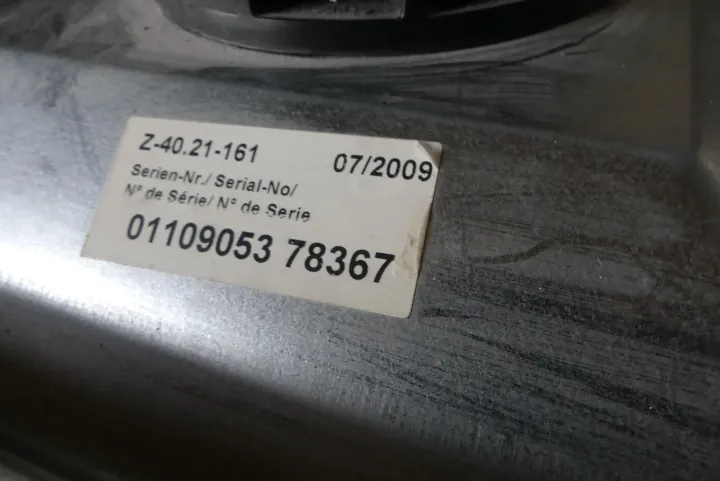 Z-40.21-161 07/2009
Serien-Nr./ Serial-No/
N° de Série/ N° de Serie
01109053 78367